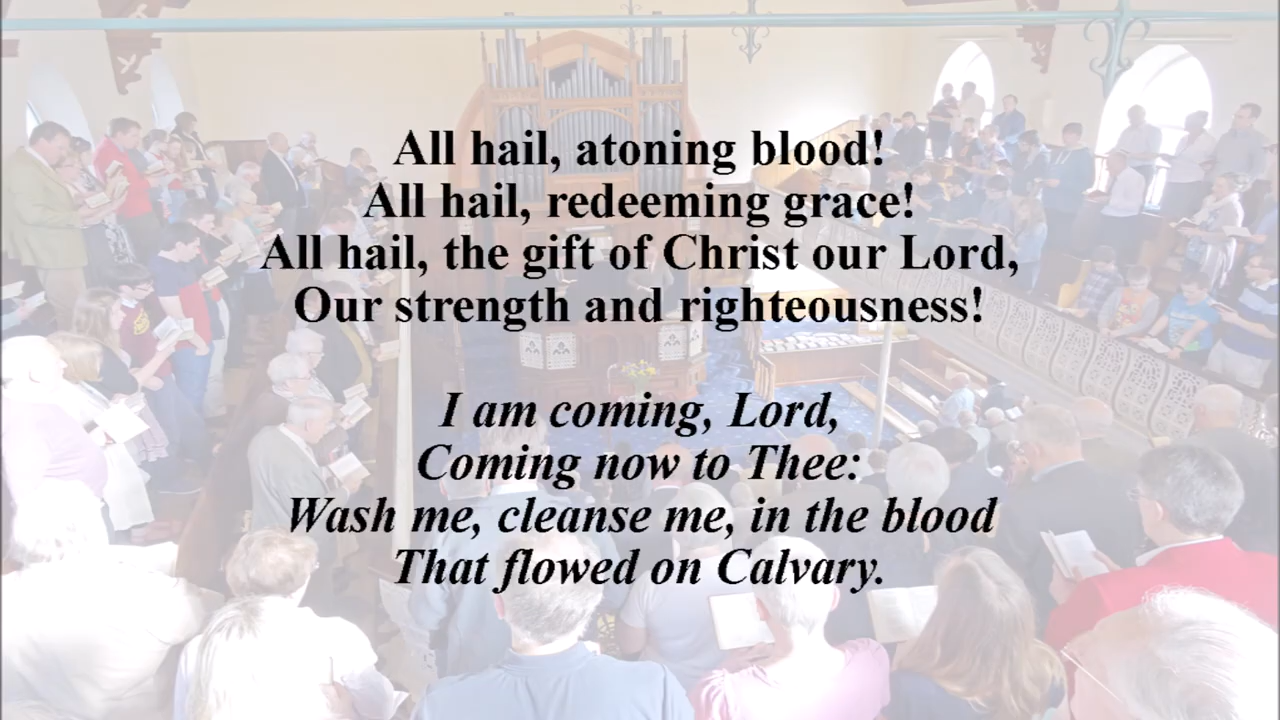 All hail, atoning blood!
All hail, redeeming grace!
All hail, the gift of Christ our Lord,
Our strength and righteousness!
I am coming, Lord,
Coming now to Thee:
Wash me, cleanse me, in the blood
That flowed on Calvary.